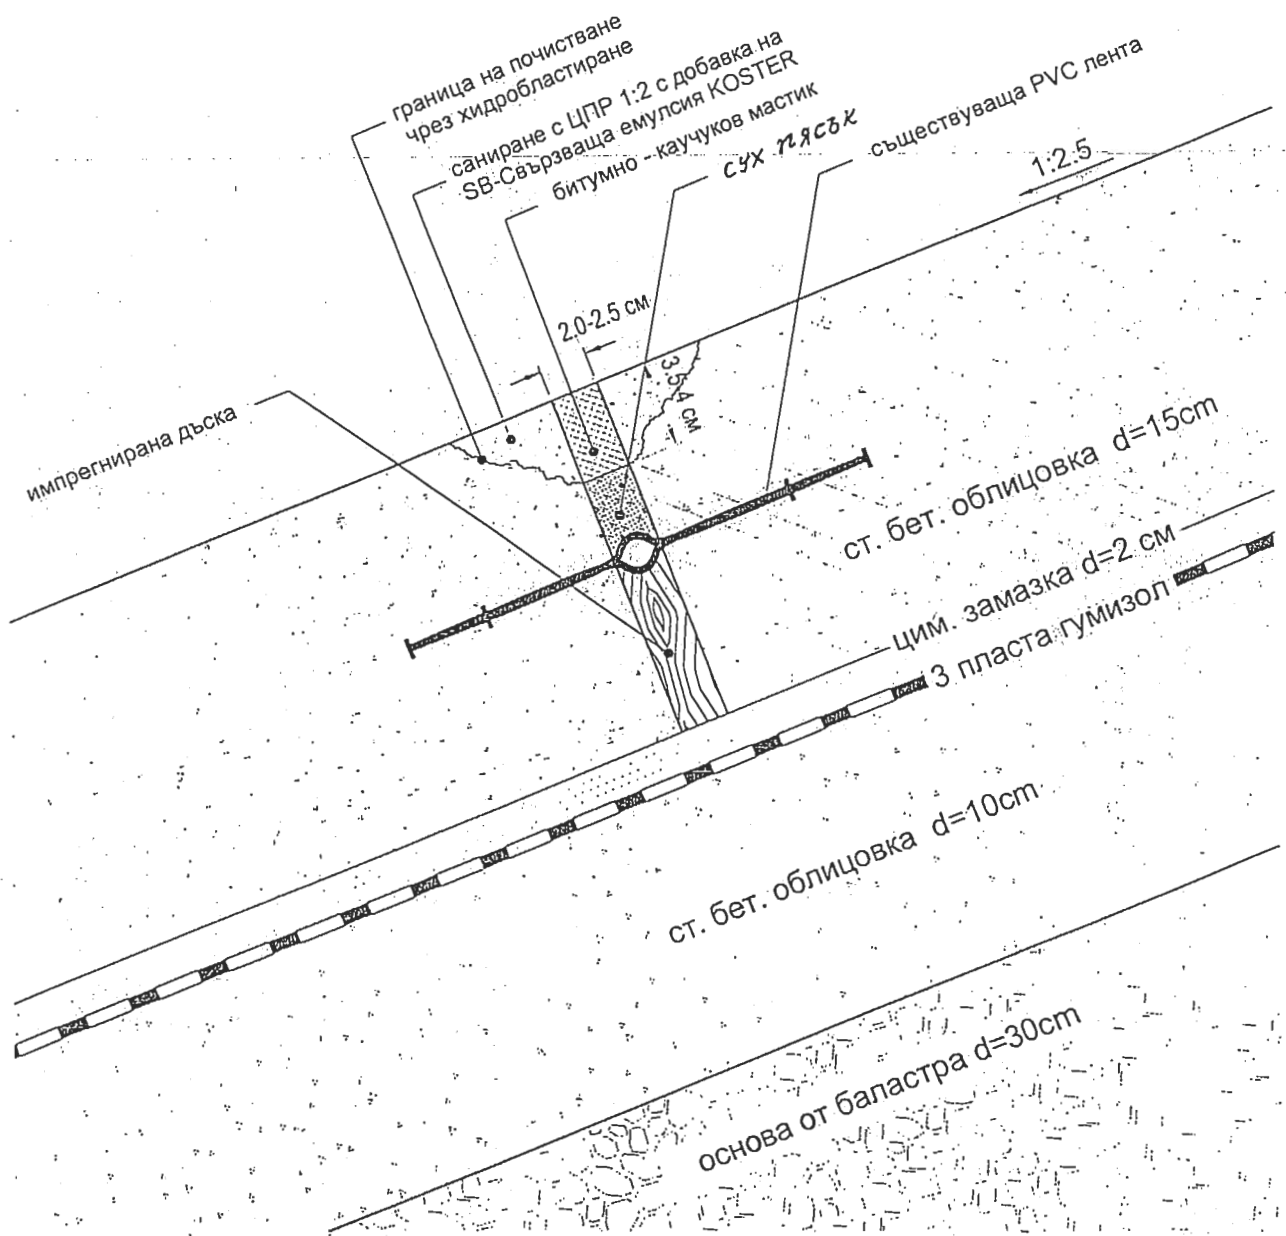 граница на почистване
чрез хидробластиране
саниране с ЦПР 1:2 с добавка на
SB-Свързваща емулсия KOSTER
битумно - каучуков мастик
сух пясък
съществуваща PVC лента
1:2.5
2.0-2.5 см
3.5-4 см
импрегнирана дъска
ст. бет. облицовка d=15cm
цим. замазка d=2 см
3 пласта гумизол
ст. бет. облицовка d=10cm
основа от баластра d=30cm